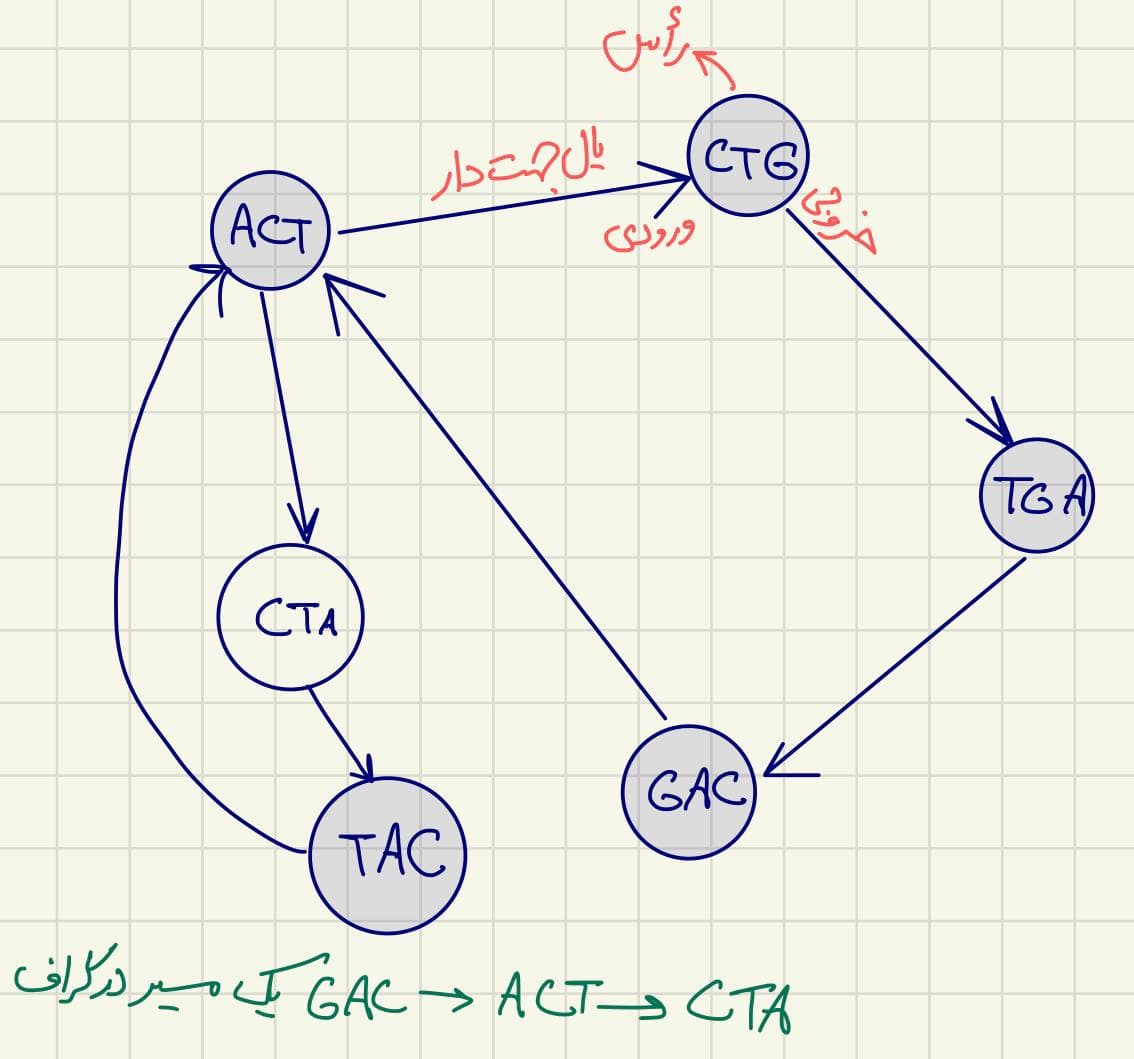 رأس
CTG
یال جهت‌دار
ورودی
خروجی
ACT
TGA
CTA
GAC
TAC
GAC → ACT → CTA یک مسیر در گراف